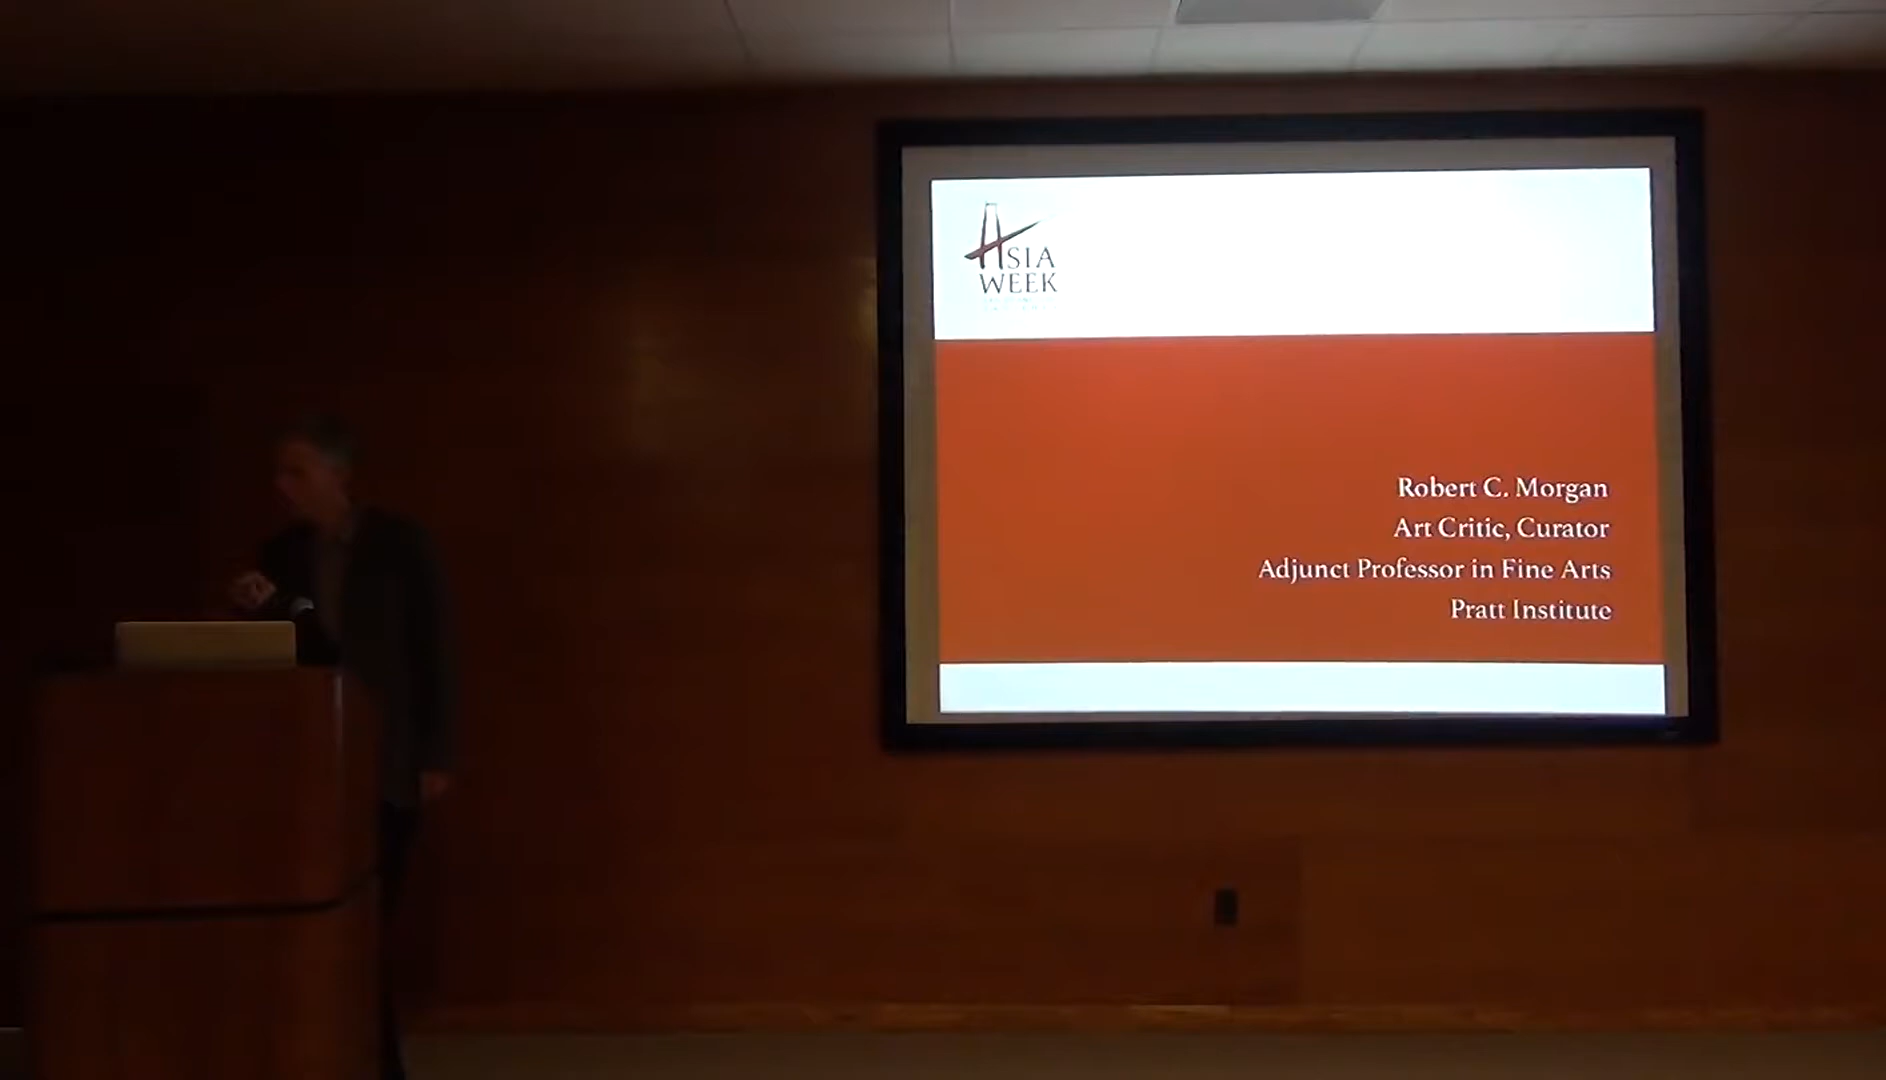 ASIA
WEEK
Robert C. Morgan
Art Critic, Curator
Adjunct Professor in Fine Arts
Pratt Institute